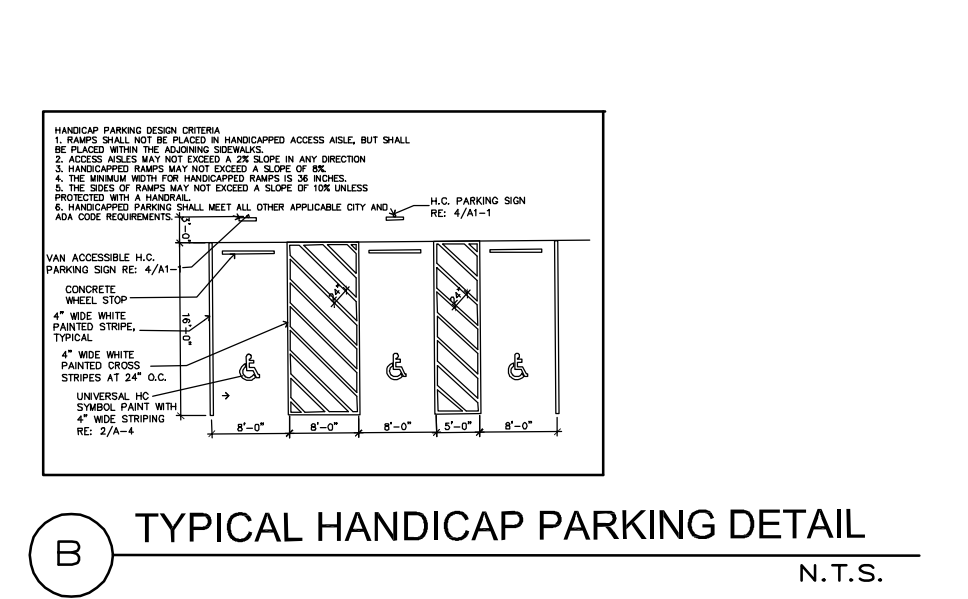 HANDICAP PARKING DESIGN CRITERIA
1. RAMPS SHALL NOT BE PLACED IN HANDICAPPED ACCESS AISLE, BUT SHALL
BE PLACED WITHIN THE ADJOINING SIDEWALKS.
2. ACCESS AISLES MAY NOT EXCEED A 2% SLOPE IN ANY DIRECTION
3. HANDICAPPED RAMPS MAY NOT EXCEED A SLOPE OF 8%.
4. THE MINIMUM WIDTH FOR HANDICAPPED RAMPS IS 36 INCHES.
5. THE SIDES OF RAMPS MAY NOT EXCEED A SLOPE OF 10% UNLESS
PROTECTED WITH A HANDRAIL.
6. HANDICAPPED PARKING SHALL MEET ALL OTHER APPLICABLE CITY AND
ADA CODE REQUIREMENTS.
H.C. PARKING SIGN
RE: 4/A1-1
3'-0"
VAN ACCESSIBLE H.C.
PARKING SIGN RE: 4/A1-1
CONCRETE
WHEEL STOP
24"
24"
4" WIDE WHITE
PAINTED STRIPE,
TYPICAL
16'-0"
4" WIDE WHITE
PAINTED CROSS
STRIPES AT 24" O.C.
UNIVERSAL HC
SYMBOL PAINT WITH
4" WIDE STRIPING
RE: 2/A-4
8'-0"
8'-0"
8'-0"
5'-0"
8'-0"
B
TYPICAL HANDICAP PARKING DETAIL
N.T.S.